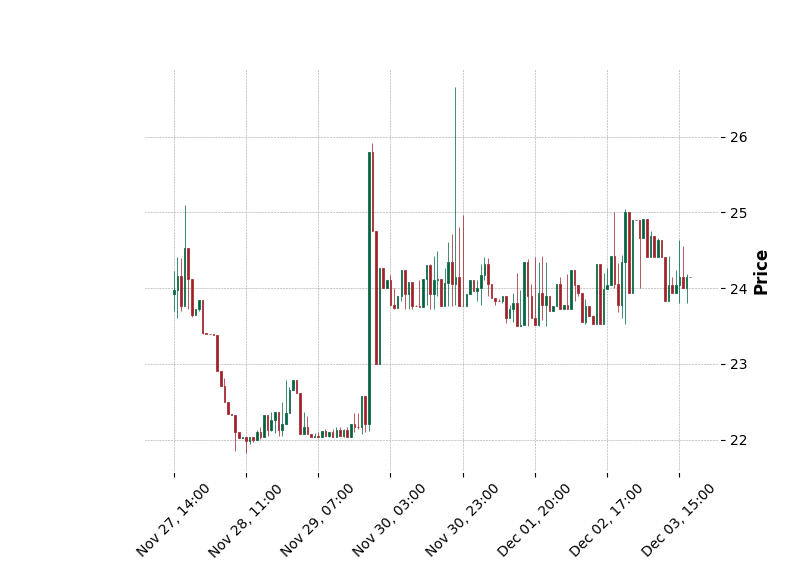 26
25
24
23
22
Price
Nov 27, 14:00
Nov 28, 11:00
Nov 29, 07:00
Nov 30, 03:00
Nov 30, 23:00
Dec 01, 20:00
Dec 02, 17:00
Dec 03, 15:00